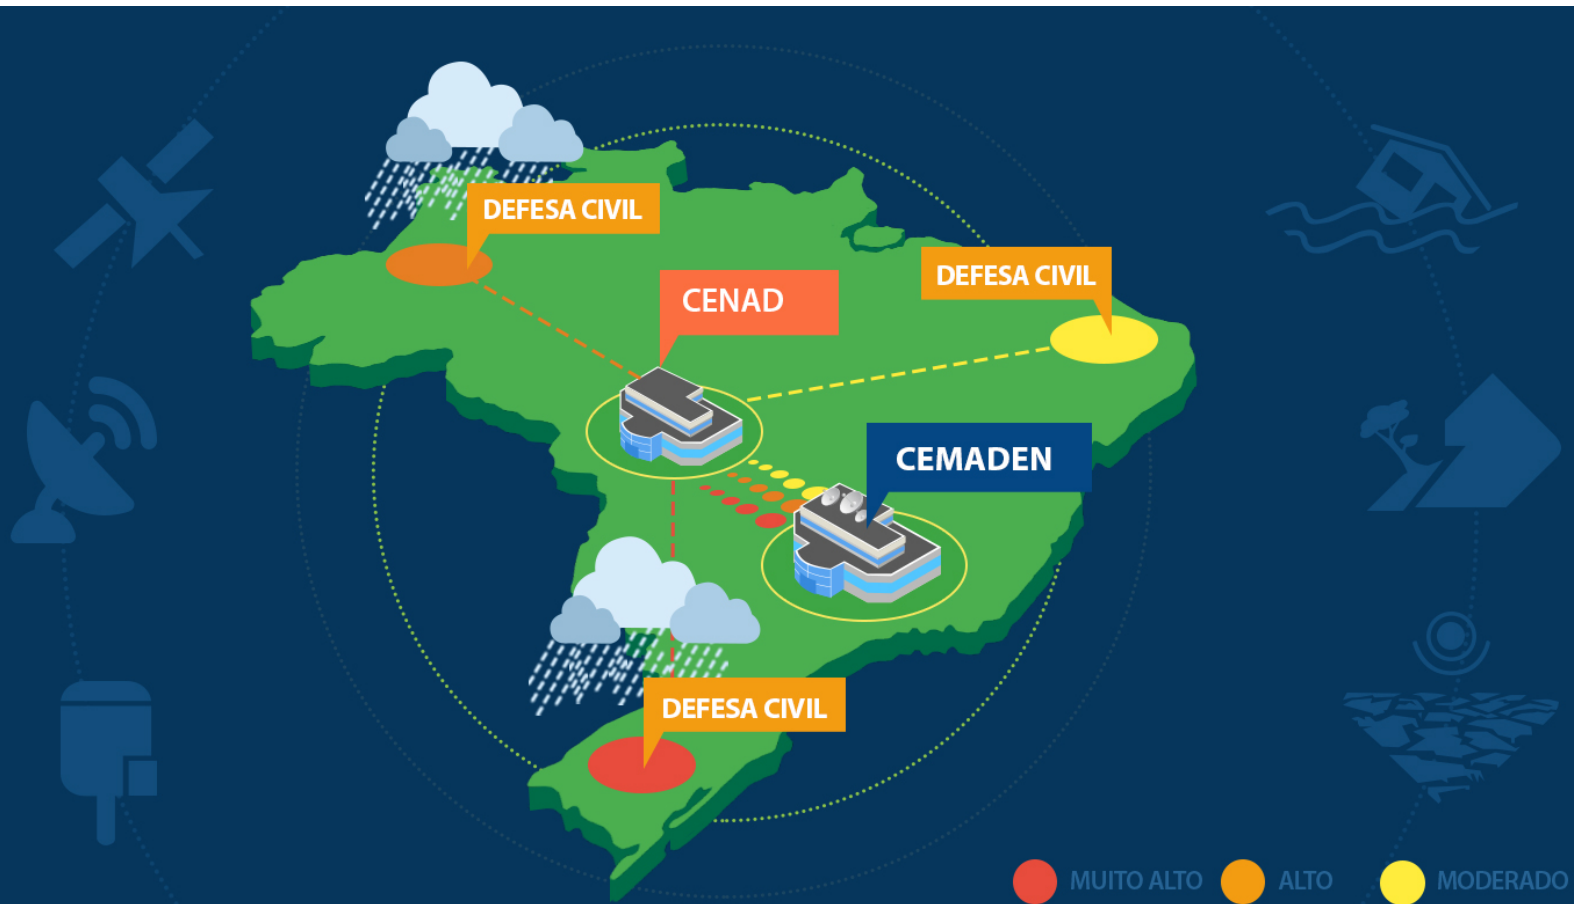 DEFESA CIVIL
DEFESA CIVIL
CENAD
CEMADEN
DEFESA CIVIL
MUITO ALTO
ALTO
MODERADO